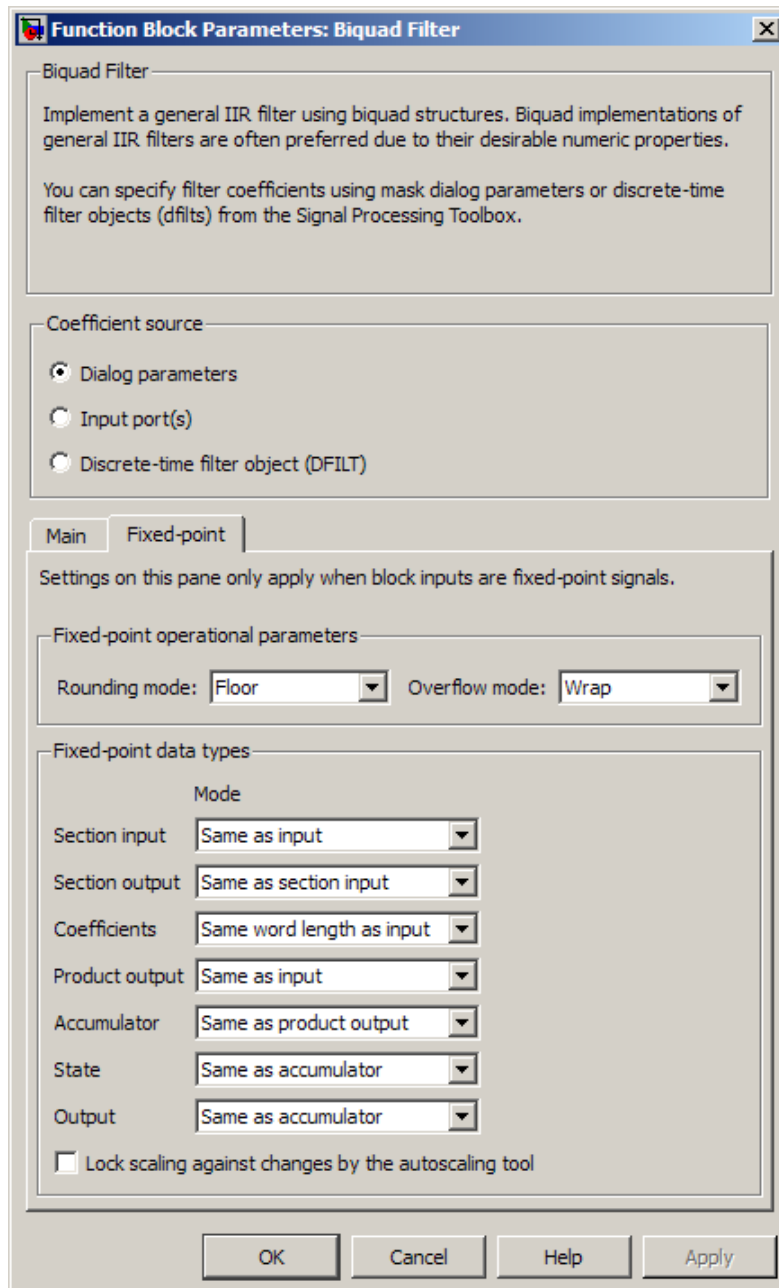 Function Block Parameters: Biquad Filter
Biquad Filter
Implement a general IIR filter using biquad structures. Biquad implementations of
general IIR filters are often preferred due to their desirable numeric properties.
You can specify filter coefficients using mask dialog parameters or discrete-time
filter objects (dfilts) from the Signal Processing Toolbox.
Coefficient source
Dialog parameters
Input port(s)
Discrete-time filter object (DFILT)
Main Fixed-point
Settings on this pane only apply when block inputs are fixed-point signals.
Fixed-point operational parameters
Rounding mode: Floor Overflow mode: Wrap
Fixed-point data types
Mode
Section input Same as input
Section output Same as section input
Coefficients Same word length as input
Product output Same as input
Accumulator Same as product output
State Same as accumulator
Output Same as accumulator
Lock scaling against changes by the autoscaling tool
OK Cancel Help Apply